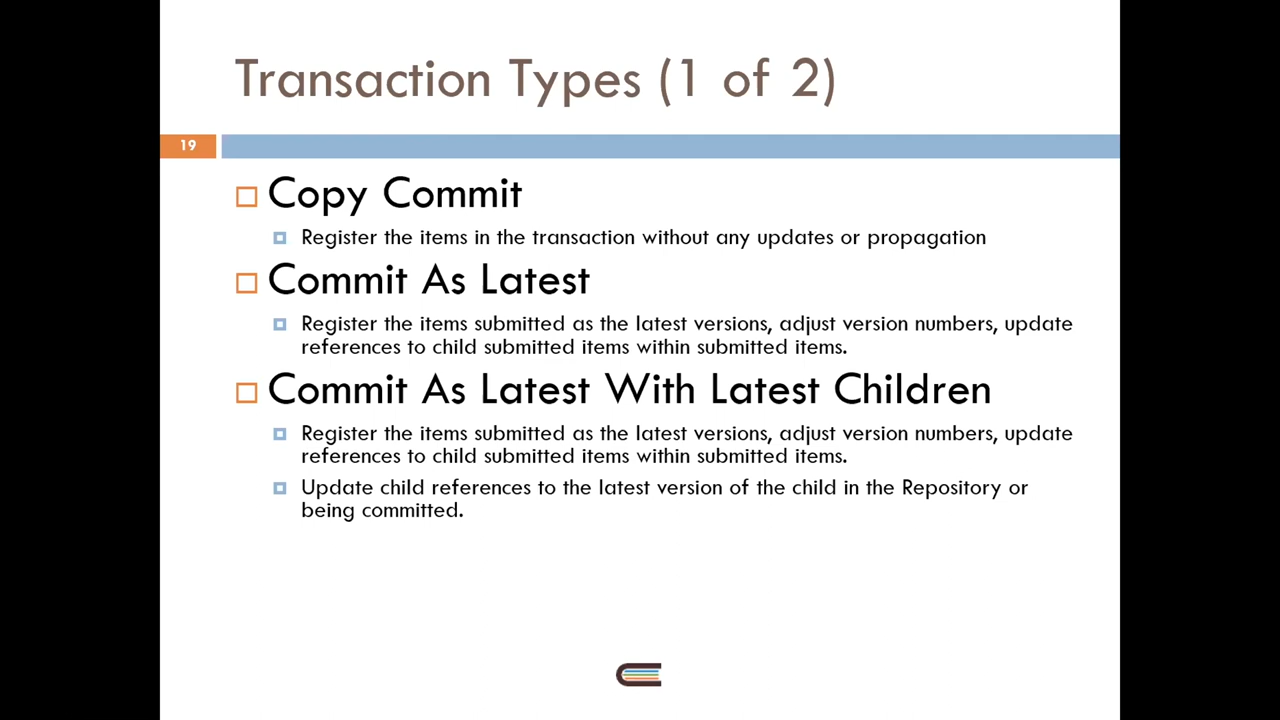 Transaction Types (1 of 2)
19
Copy Commit
Register the items in the transaction without any updates or propagation
Commit As Latest
Register the items submitted as the latest versions, adjust version numbers, update
references to child submitted items within submitted items.
Commit As Latest With Latest Children
Register the items submitted as the latest versions, adjust version numbers, update
references to child submitted items within submitted items.
Update child references to the latest version of the child in the Repository or
being committed.